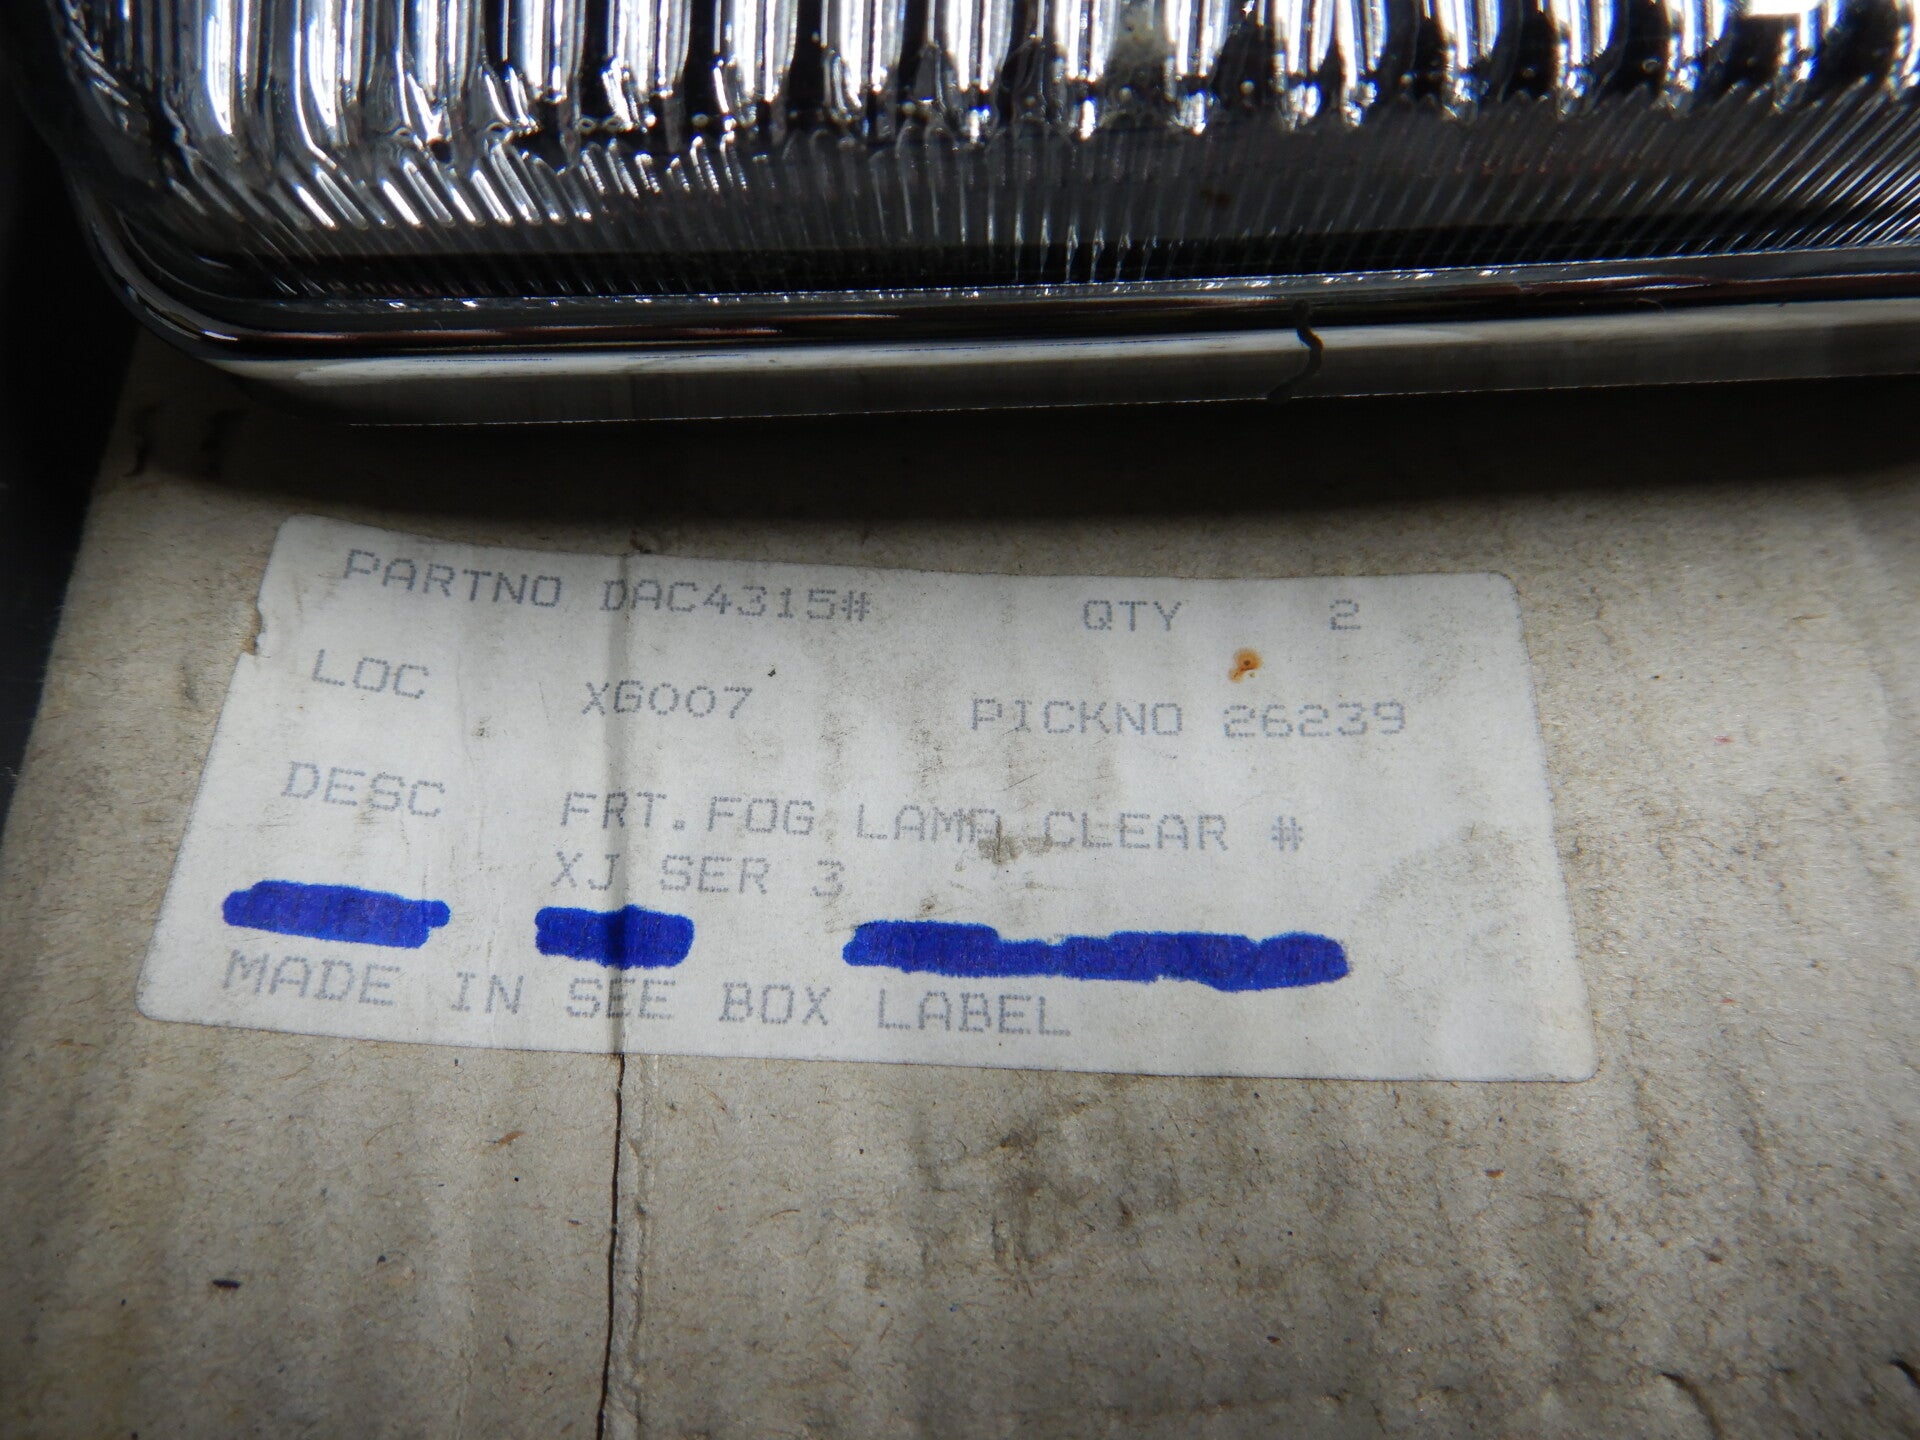 PARTNO DAC4315# QTY 2
LOC XG007 PICKNO 26239
DESC FRT.FOG LAMP CLEAR #
XJ SER 3
MADE IN SEE BOX LABEL